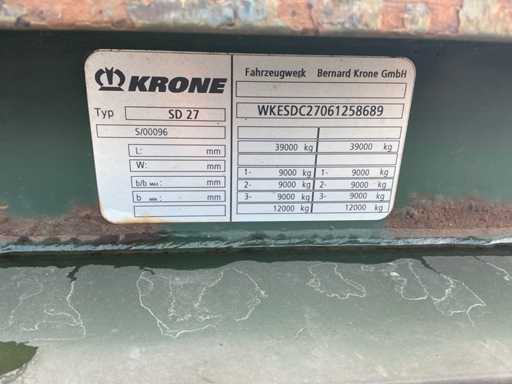 KRONE
Typ SD 27
S/00096
L: mm
W: mm
b/b MAX : mm
b MIN : mm
Fahrzeugwerk Bernard Krone GmbH
WKESDC27061258689
39000 kg 39000 kg
1- 9000 kg 1- 9000 kg
2- 9000 kg 2- 9000 kg
3- 9000 kg 3- 9000 kg
12000 kg 12000 kg